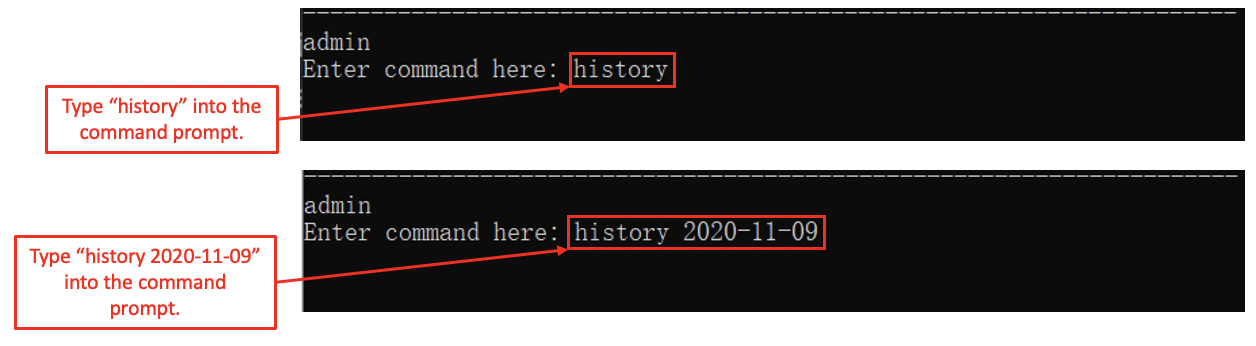 admin
Enter command here: history
Type “history” into the
command prompt.
admin
Enter command here: history 2020-11-09
Type “history 2020-11-09”
into the command
prompt.